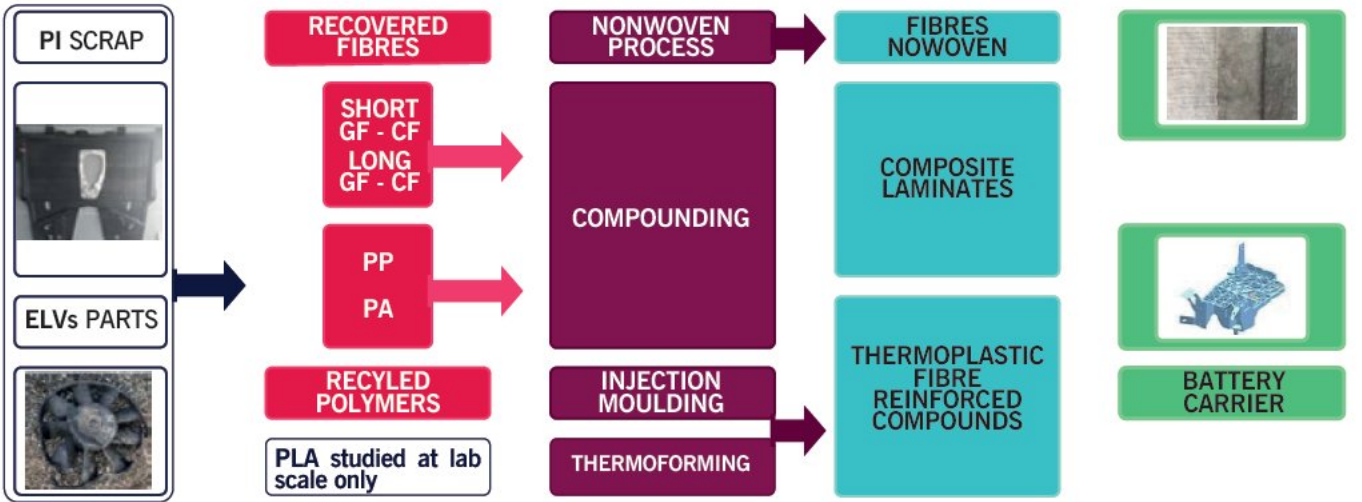 PI SCRAP
ELVs PARTS
RECOVERED
FIBRES
SHORT
GF - CF
LONG
GF - CF
PP
PA
RECYLED
POLYMERS
PLA studied at lab
scale only
NONWOVEN
PROCESS
COMPOUNDING
INJECTION
MOULDING
THERMOFORMING
FIBRES
NOWOVEN
COMPOSITE
LAMINATES
THERMOPLASTIC
FIBRE
REINFORCED
COMPOUNDS
BATTERY
CARRIER